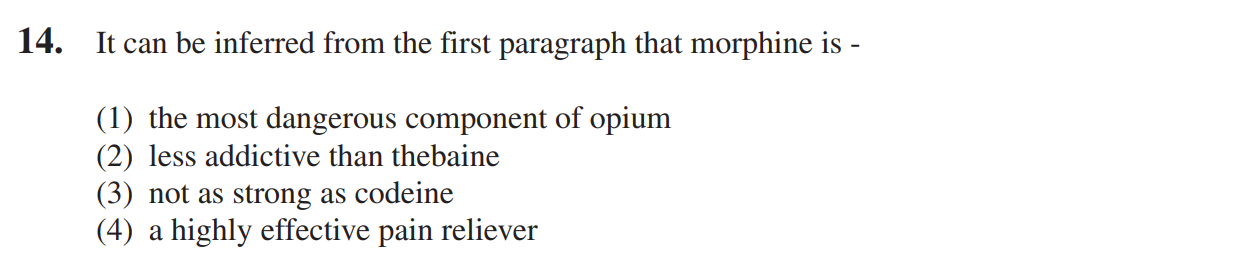 14. It can be inferred from the first paragraph that morphine is -
(1) the most dangerous component of opium
(2) less addictive than thebaine
(3) not as strong as codeine
(4) a highly effective pain reliever